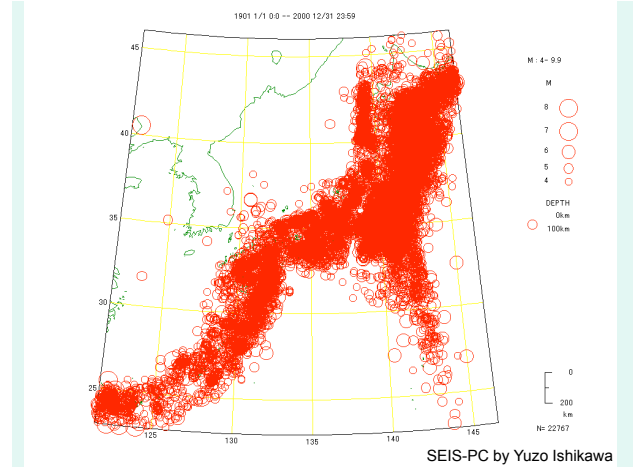 1901 1/1 0:0 -- 2000 12/31 23:59
45
40
35
30
25
125
130
135
140
145
M : 4- 9.9
M
8
7
6
5
4
DEPTH
0km
100km
0
200
km
N= 22767
SEIS-PC by Yuzo Ishikawa